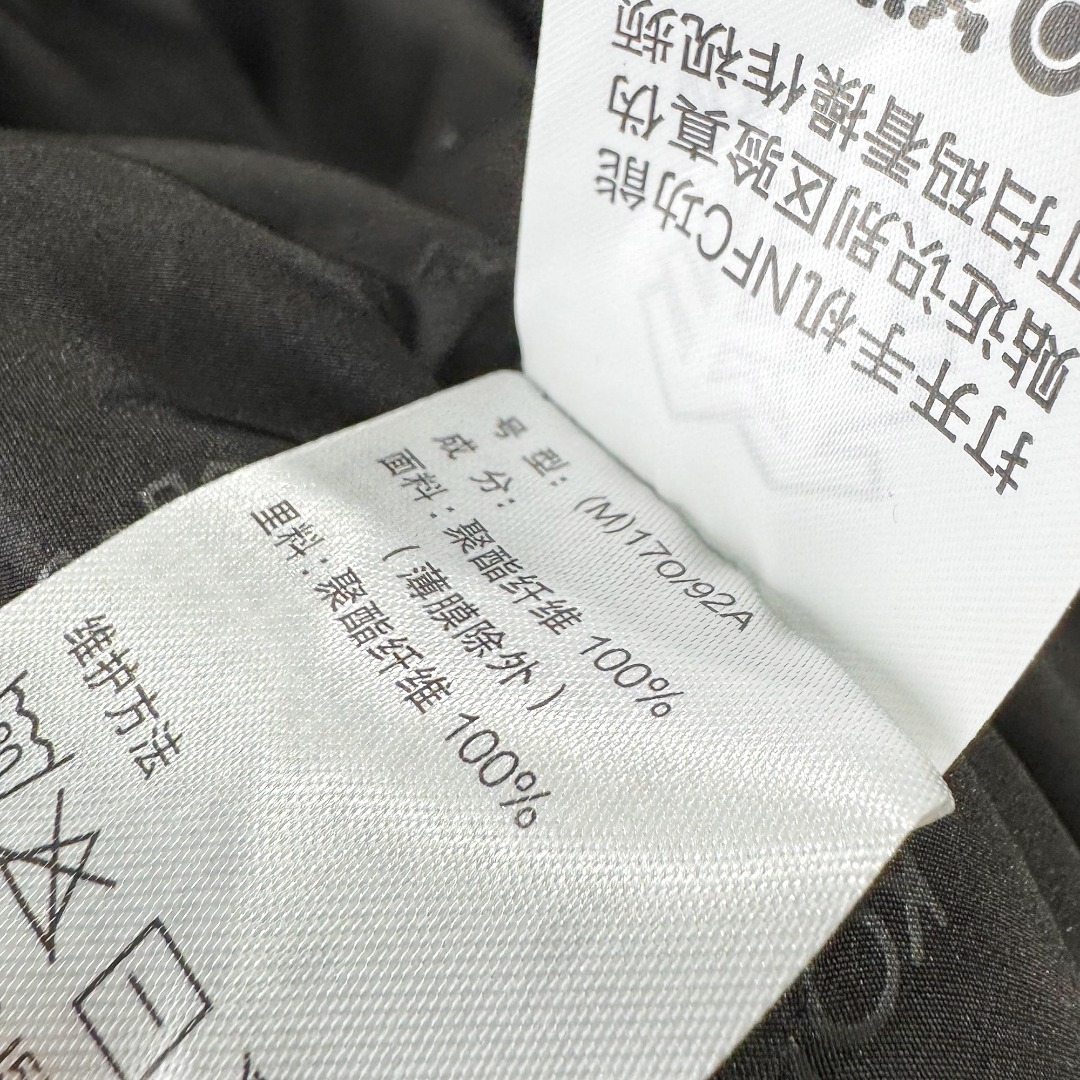 打开手机NFC功能
贴近识别区验真伪
可扫码看操作视频
号 型: (M)170/92A
成 分:
面料: 聚酯纤维 100%
(薄膜除外)
里料: 聚酯纤维 100%
维护方法